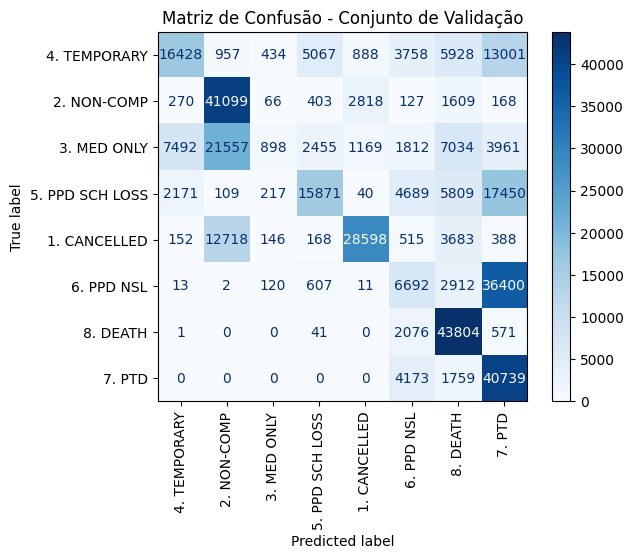 Matriz de Confusão - Conjunto de Validação
True label
4. TEMPORARY 16428 957 434 5067 888 3758 5928 13001
2. NON-COMP 270 41099 66 403 2818 127 1609 168
3. MED ONLY 7492 21557 898 2455 1169 1812 7034 3961
5. PPD SCH LOSS 2171 109 217 15871 40 4689 5809 17450
1. CANCELLED 152 12718 146 168 28598 515 3683 388
6. PPD NSL 13 2 120 607 11 6692 2912 36400
8. DEATH 1 0 0 41 0 2076 43804 571
7. PTD 0 0 0 0 0 4173 1759 40739
4. TEMPORARY
2. NON-COMP
3. MED ONLY
5. PPD SCH LOSS
1. CANCELLED
6. PPD NSL
8. DEATH
7. PTD
Predicted label
40000
35000
30000
25000
20000
15000
10000
5000
0